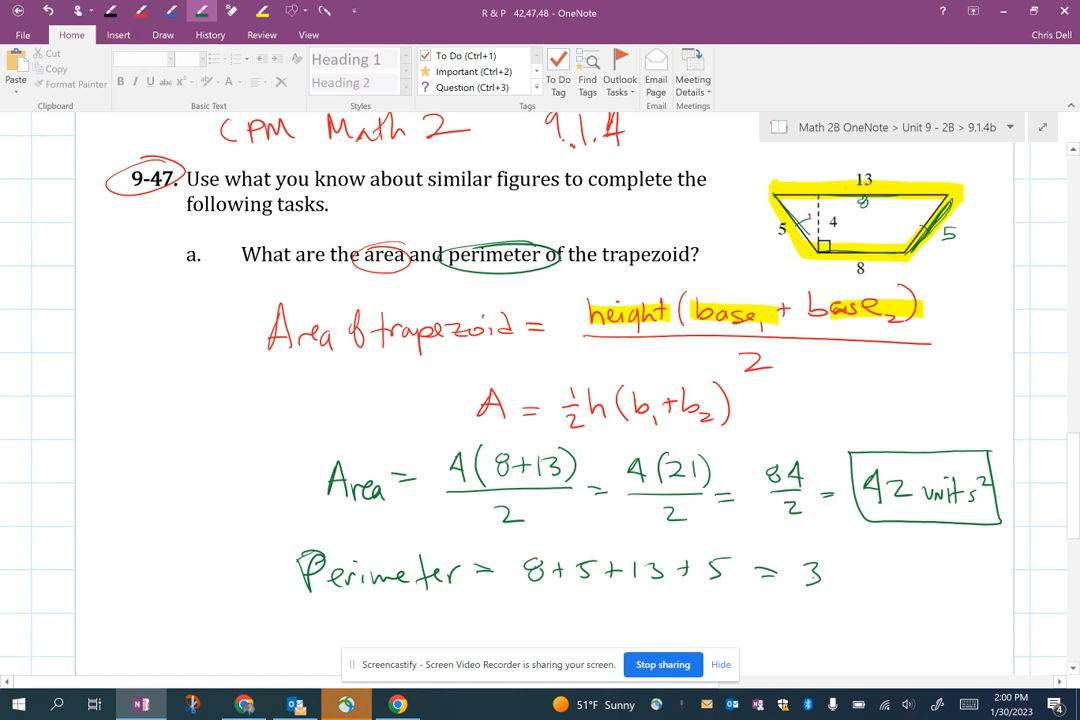 R & P 42,47,48 - OneNote
?
File Home Insert Draw History Review View
Chris Dell
Paste
Cut
Copy
Format Painter
Clipboard
B I U abc x² A
Basic Text
Heading 1
Heading 2
Styles
To Do (Ctrl+1)
Important (Ctrl+2)
? Question (Ctrl+3)
To Do Tag
Find Tags
Outlook Tasks
Tags
Email Page
Email
Meeting Details
Meetings
CPM Math 2 9.1.4
Math 2B OneNote > Unit 9 - 2B > 9.1.4b
9-47. Use what you know about similar figures to complete the
following tasks.
13
8
5
4
5
8
a. What are the area and perimeter of the trapezoid?
Area of trapezoid = height (base₁ + base₂)
2
A = ½h(b₁+b₂)
Area = 4(8+13) = 4(21) = 84 = 42 units²
2 2 2
Perimeter = 8+5+13+5 = 3
Screencastify - Screen Video Recorder is sharing your screen. Stop sharing Hide
51°F Sunny
2:00 PM
1/30/2023
4